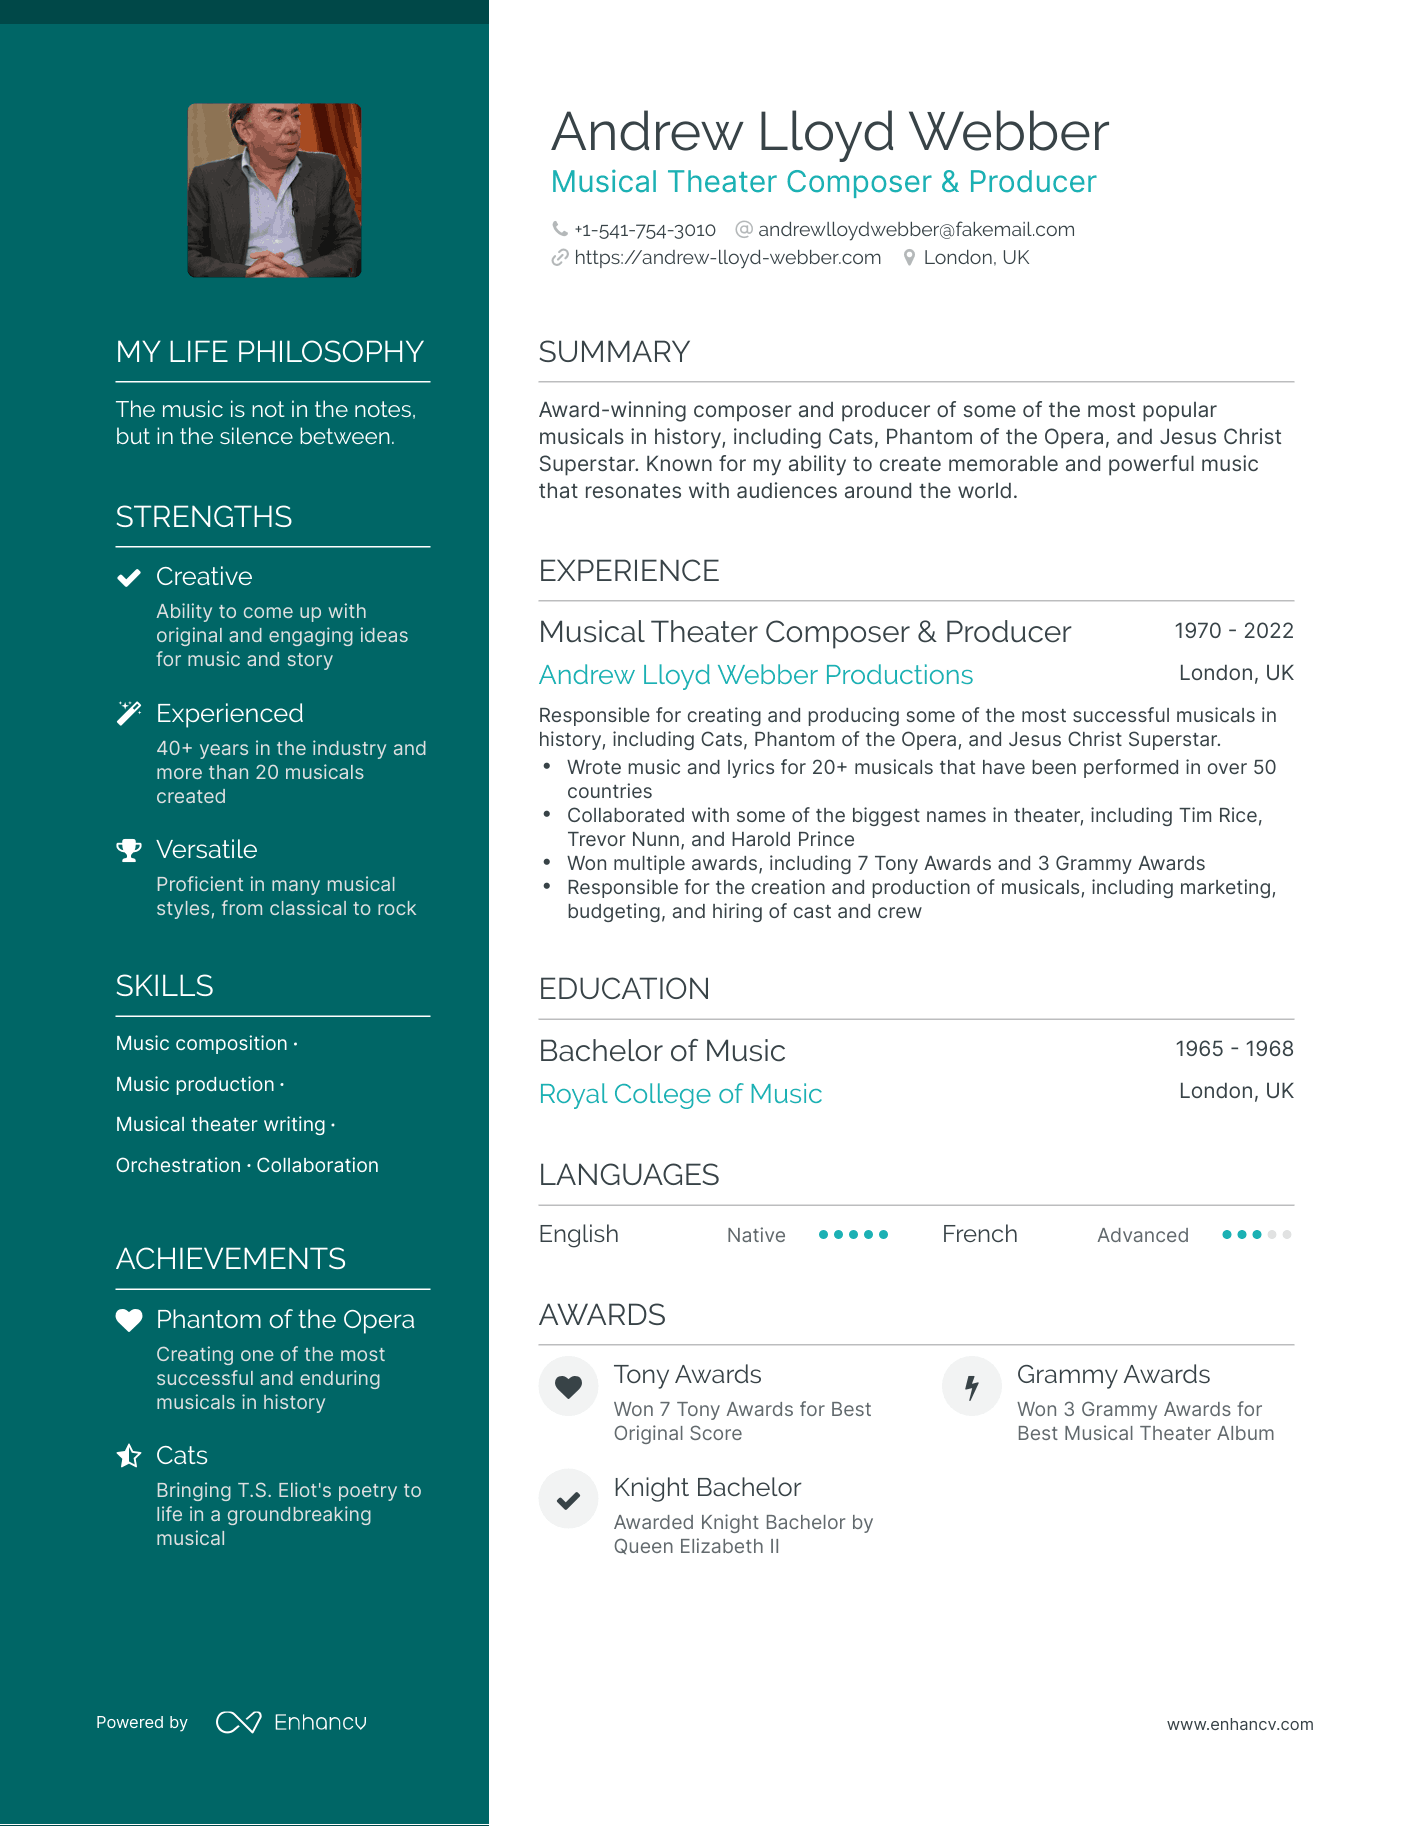 Andrew Lloyd Webber
Musical Theater Composer & Producer
+1-541-754-3010 @ andrewlloydwebber@fakemail.com
https://andrew-lloyd-webber.com London, UK
MY LIFE PHILOSOPHY
The music is not in the notes,
but in the silence between.
STRENGTHS
Creative
Ability to come up with
original and engaging ideas
for music and story
Experienced
40+ years in the industry and
more than 20 musicals
created
Versatile
Proficient in many musical
styles, from classical to rock
SKILLS
Music composition ·
Music production ·
Musical theater writing ·
Orchestration · Collaboration
ACHIEVEMENTS
Phantom of the Opera
Creating one of the most
successful and enduring
musicals in history
Cats
Bringing T.S. Eliot's poetry to
life in a groundbreaking
musical
Powered by Enhancv
SUMMARY
Award-winning composer and producer of some of the most popular
musicals in history, including Cats, Phantom of the Opera, and Jesus Christ
Superstar. Known for my ability to create memorable and powerful music
that resonates with audiences around the world.
EXPERIENCE
Musical Theater Composer & Producer 1970 - 2022
Andrew Lloyd Webber Productions London, UK
Responsible for creating and producing some of the most successful musicals in
history, including Cats, Phantom of the Opera, and Jesus Christ Superstar.
• Wrote music and lyrics for 20+ musicals that have been performed in over 50
countries
• Collaborated with some of the biggest names in theater, including Tim Rice,
Trevor Nunn, and Harold Prince
• Won multiple awards, including 7 Tony Awards and 3 Grammy Awards
• Responsible for the creation and production of musicals, including marketing,
budgeting, and hiring of cast and crew
EDUCATION
Bachelor of Music 1965 - 1968
Royal College of Music London, UK
LANGUAGES
English Native French Advanced
AWARDS
Tony Awards
Won 7 Tony Awards for Best
Original Score
Grammy Awards
Won 3 Grammy Awards for
Best Musical Theater Album
Knight Bachelor
Awarded Knight Bachelor by
Queen Elizabeth II
www.enhancv.com